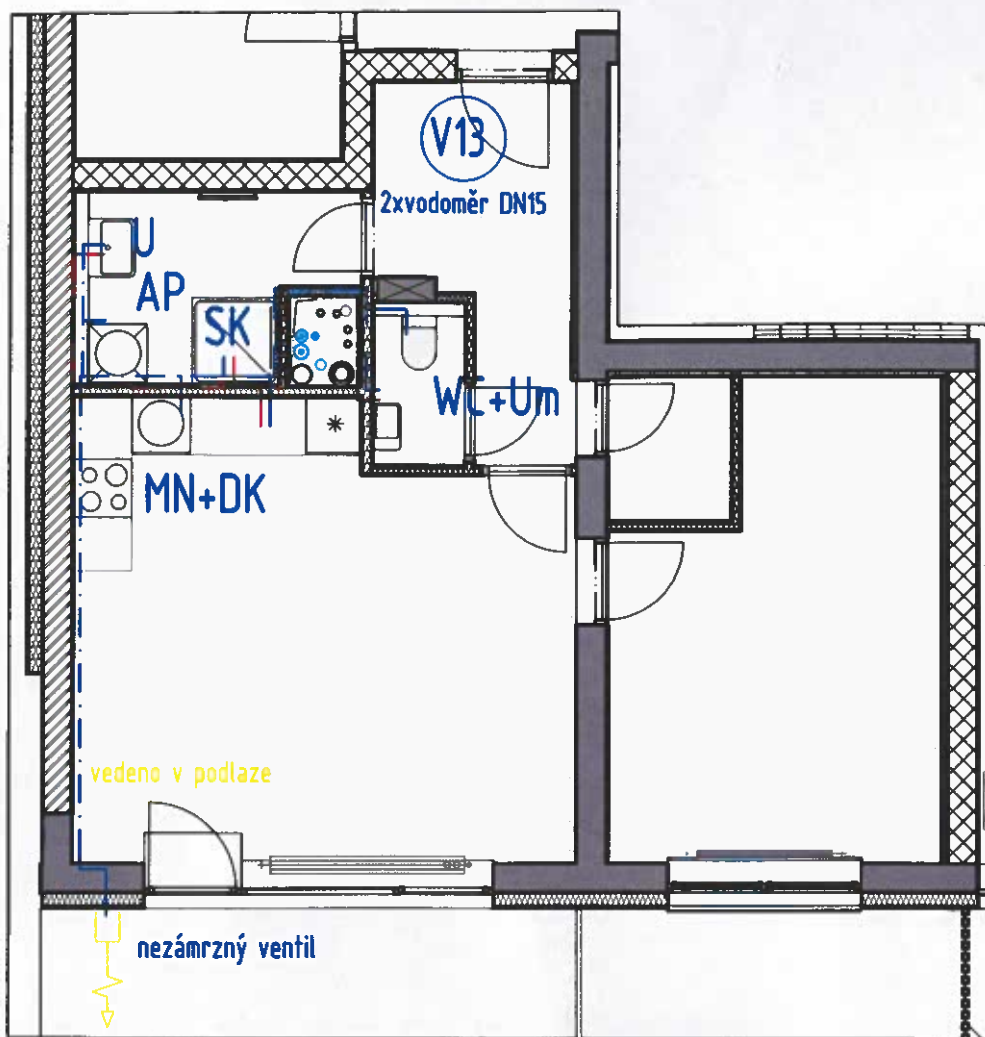 V13
2xvodoměr DN15
U
AP
SK
WC+Um
MN+DK
vedeno v podlaze
nezámrzný ventil